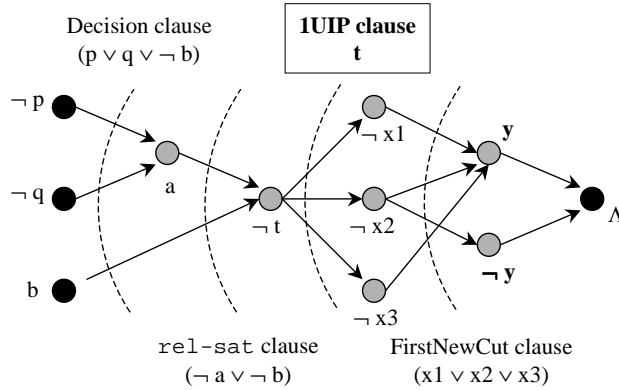 Decision clause
(p ∨ q ∨ ¬ b)
1UIP clause
t
¬ p
¬ x1
y
a
¬ q
¬ t
¬ x2
Λ
¬ y
b
¬ x3
rel-sat clause
(¬ a ∨ ¬ b)
FirstNewCut clause
(x1 ∨ x2 ∨ x3)